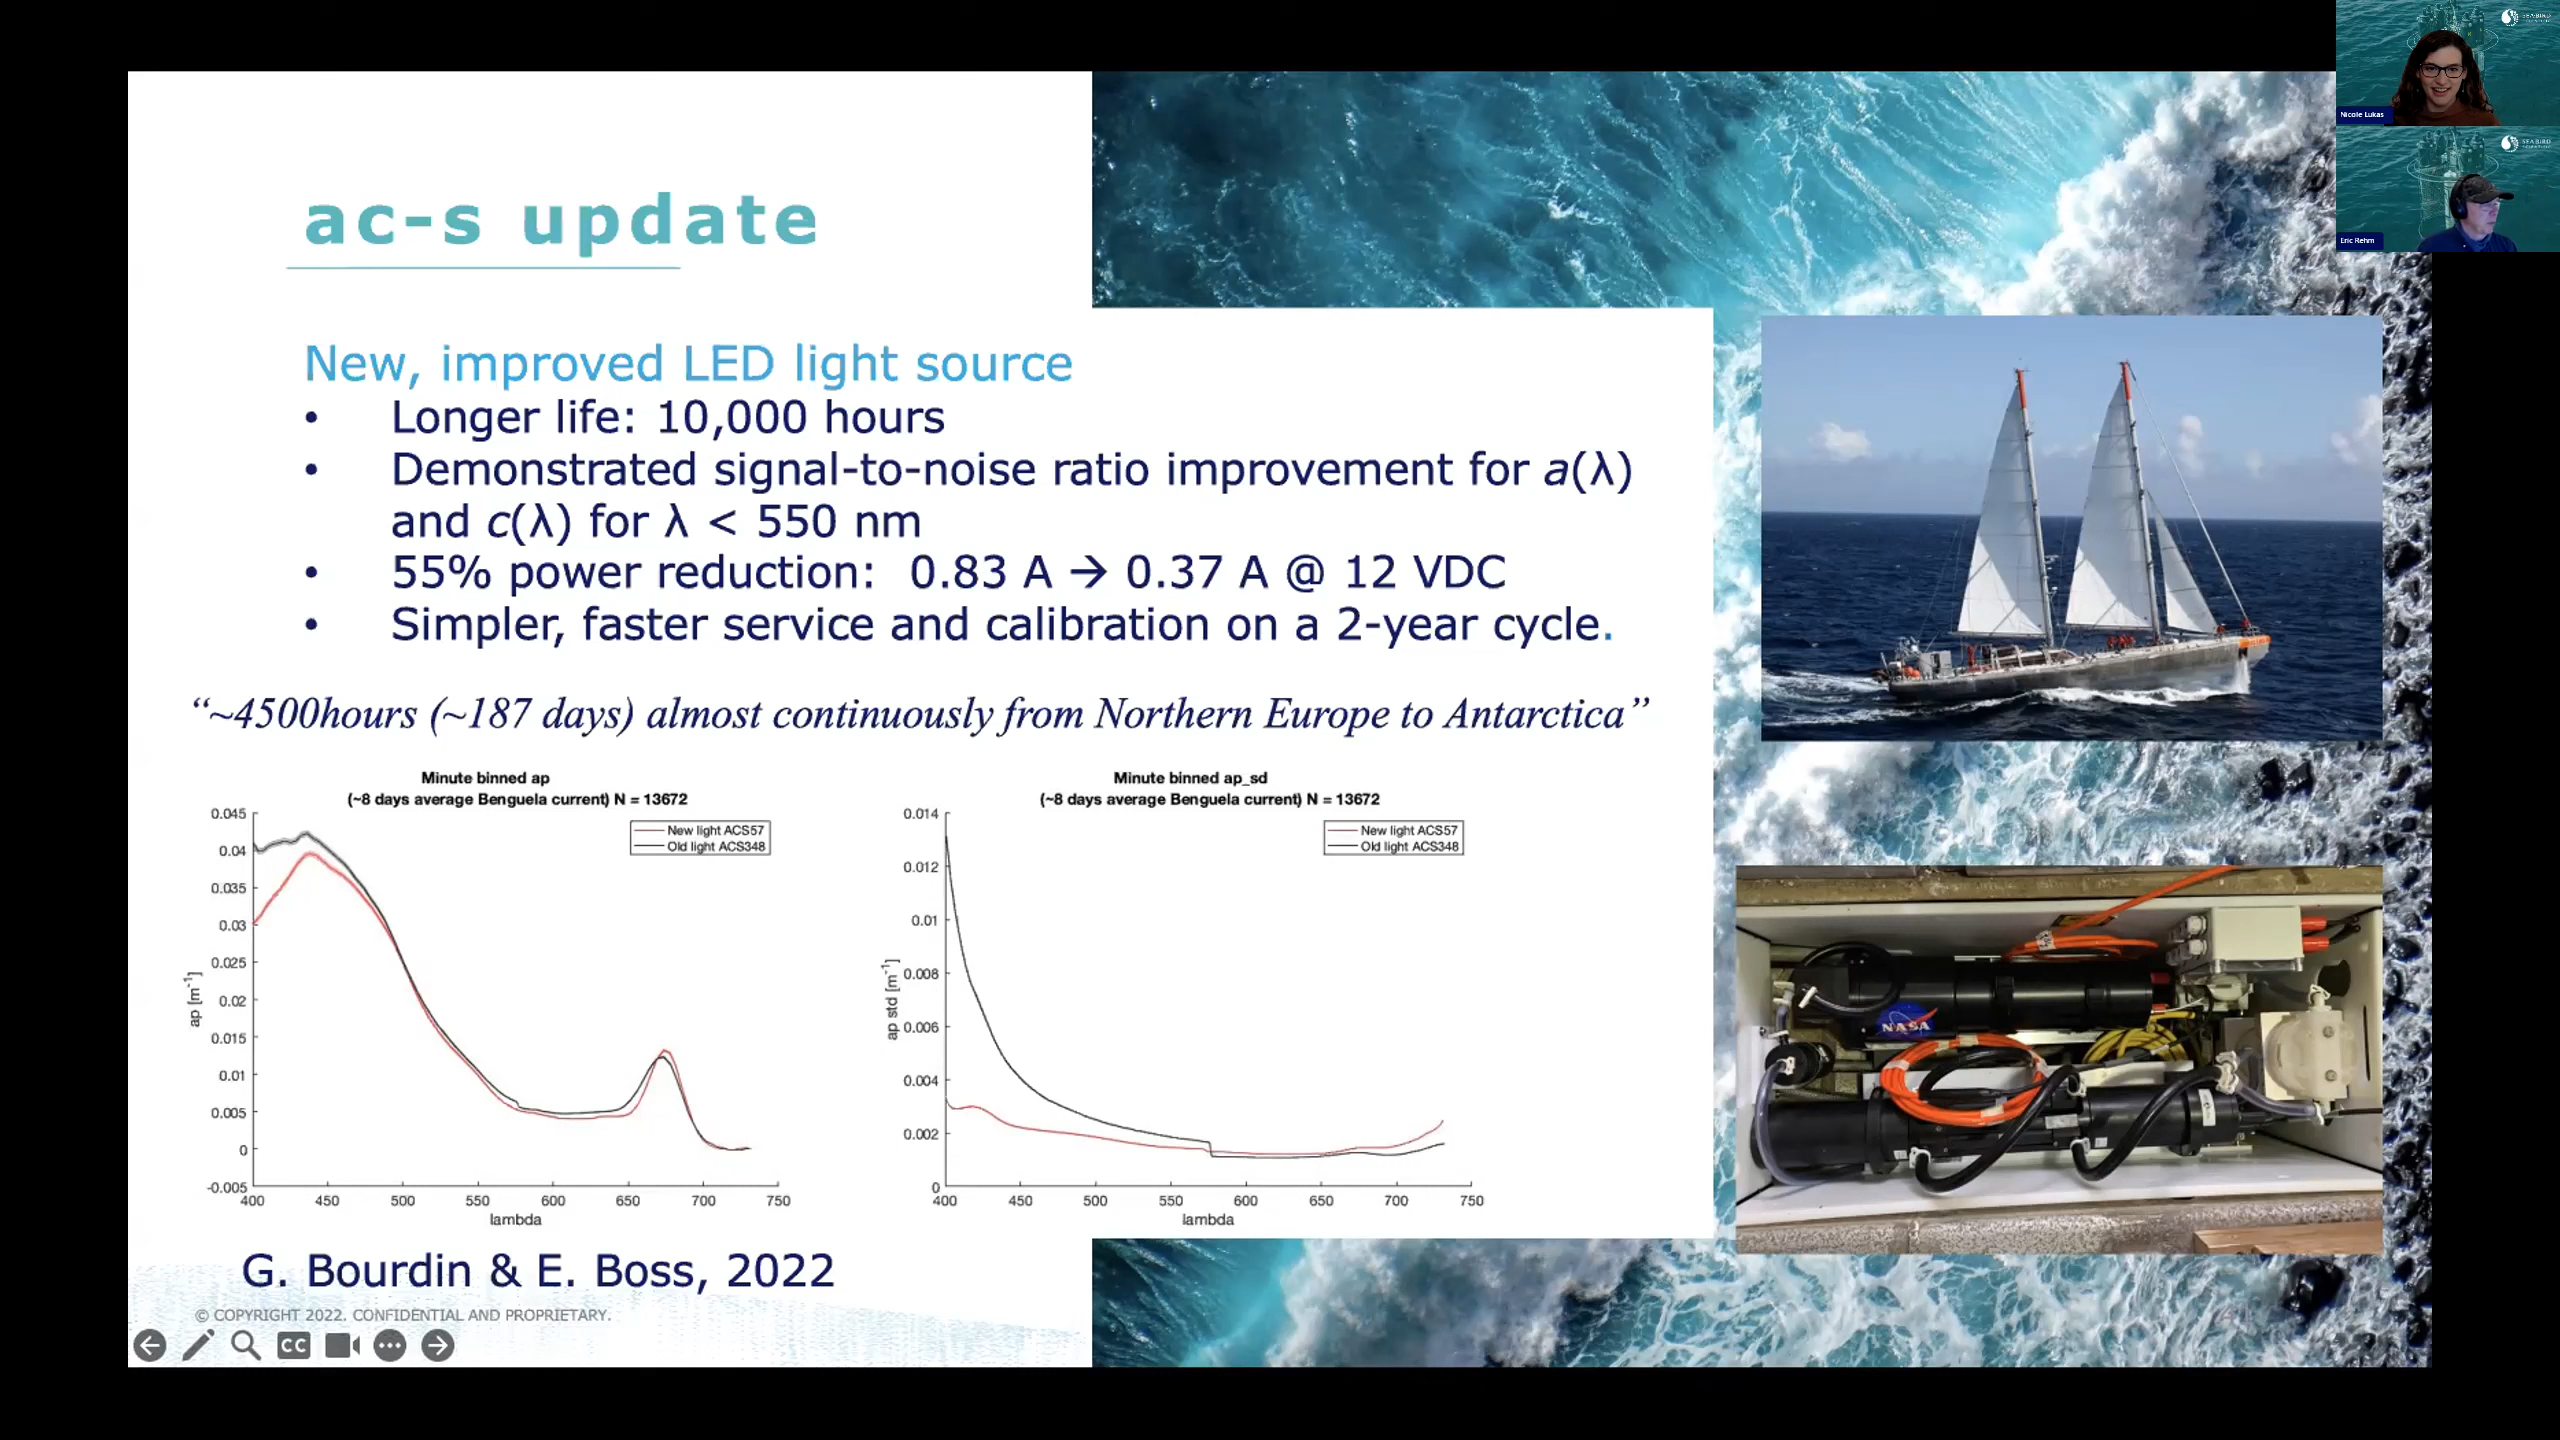 ac-s update
New, improved LED light source
• Longer life: 10,000 hours
• Demonstrated signal-to-noise ratio improvement for a(λ)
and c(λ) for λ < 550 nm
• 55% power reduction: 0.83 A → 0.37 A @ 12 VDC
• Simpler, faster service and calibration on a 2-year cycle.
“~4500hours (~187 days) almost continuously from Northern Europe to Antarctica”
Minute binned ap
(~8 days average Benguela current) N = 13672
New light ACS57
Old light ACS348
0.045
0.04
0.035
0.03
0.025
0.02
0.015
0.01
0.005
0
-0.005
ap [m⁻¹]
400 450 500 550 600 650 700 750
lambda
Minute binned ap_sd
(~8 days average Benguela current) N = 13672
New light ACS57
Old light ACS348
0.014
0.012
0.01
0.008
0.006
0.004
0.002
0
ap std [m⁻¹]
400 450 500 550 600 650 700 750
lambda
G. Bourdin & E. Boss, 2022
© COPYRIGHT 2022. CONFIDENTIAL AND PROPRIETARY.
CC
NASA
Nicole Lukas
SEA·BIRD
Eric Rehm